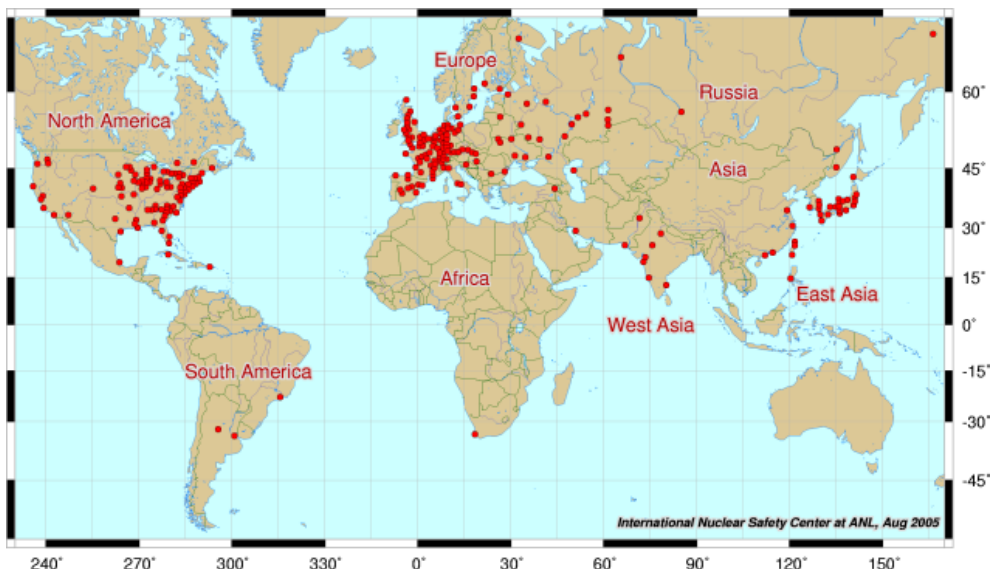 Europe
60°
Russia
North America
45°
Asia
30°
Africa
15°
East Asia
West Asia
0°
South America
-15°
-30°
-45°
International Nuclear Safety Center at ANL, Aug 2005
240° 270° 300° 330° 0° 30° 60° 90° 120° 150°